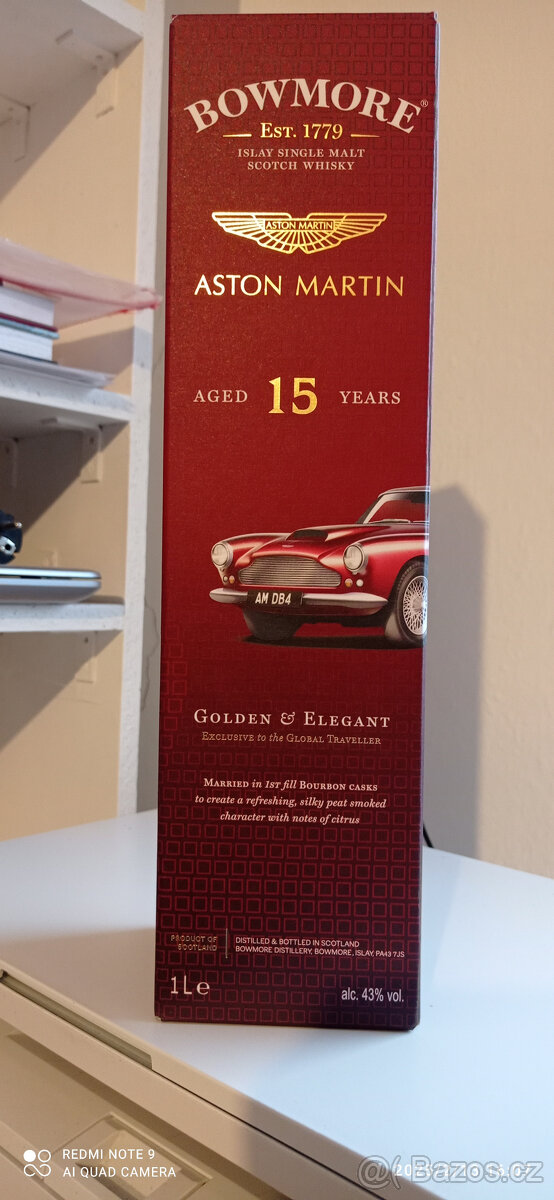 BOWMORE®
EST. 1779
ISLAY SINGLE MALT
SCOTCH WHISKY
ASTON MARTIN
ASTON MARTIN
AGED 15 YEARS
AM DB4
GOLDEN & ELEGANT
EXCLUSIVE to the GLOBAL TRAVELLER
MARRIED in 1ST fill BOURBON CASKS
to create a refreshing, silky peat smoked
character with notes of citrus
PRODUCT OF
SCOTLAND
DISTILLED & BOTTLED IN SCOTLAND
BOWMORE DISTILLERY, BOWMORE, ISLAY, PA43 7JS
1L e
alc. 43% vol.
REDMI NOTE 9
AI QUAD CAMERA
@ Bazos.cz